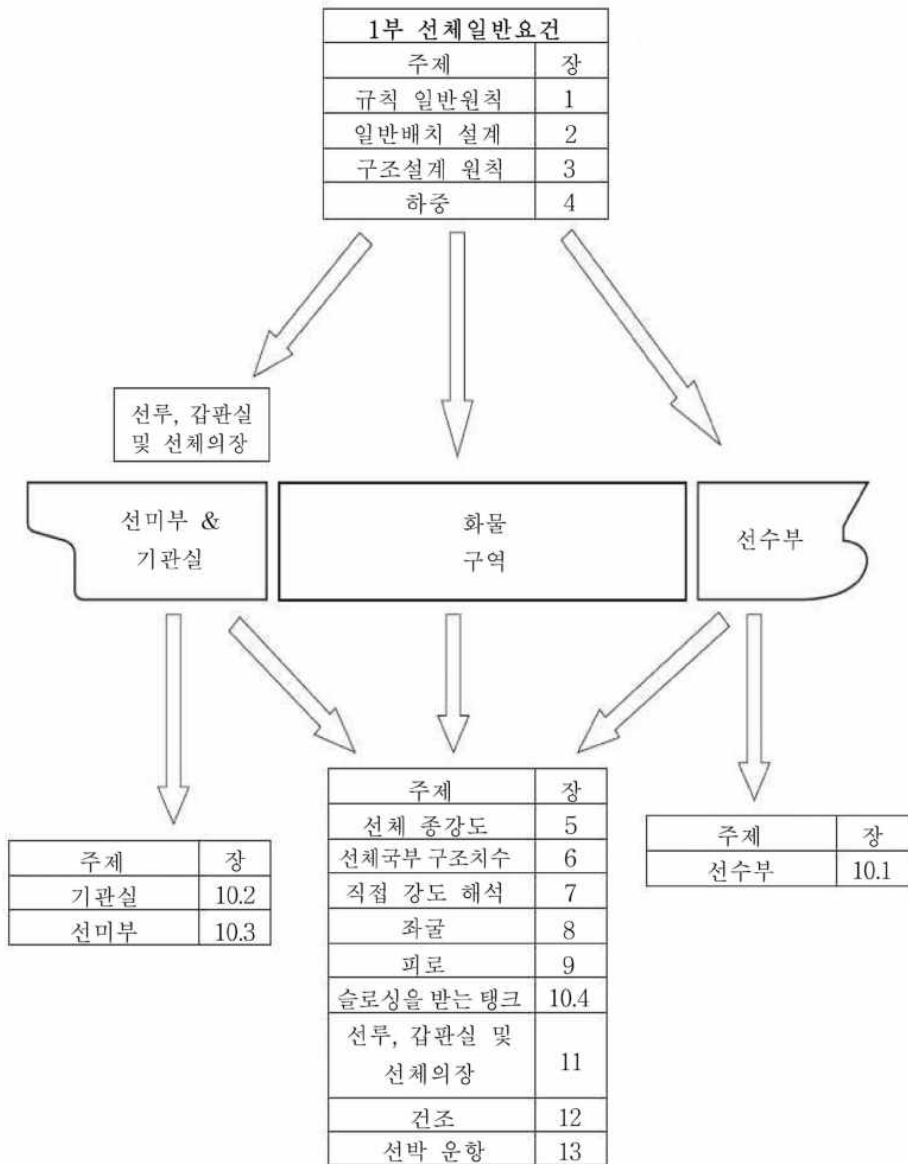 1부 선체일반요건
주제 장
규칙 일반원칙 1
일반배치 설계 2
구조설계 원칙 3
하중 4
선루, 갑판실
및 선체의장
선미부 &
기관실
화물
구역
선수부
주제 장
기관실 10.2
선미부 10.3
주제 장
선체 종강도 5
선체국부 구조치수 6
직접 강도 해석 7
좌굴 8
피로 9
슬로싱을 받는 탱크 10.4
선루, 갑판실 및
선체의장 11
건조 12
선박 운항 13
주제 장
선수부 10.1